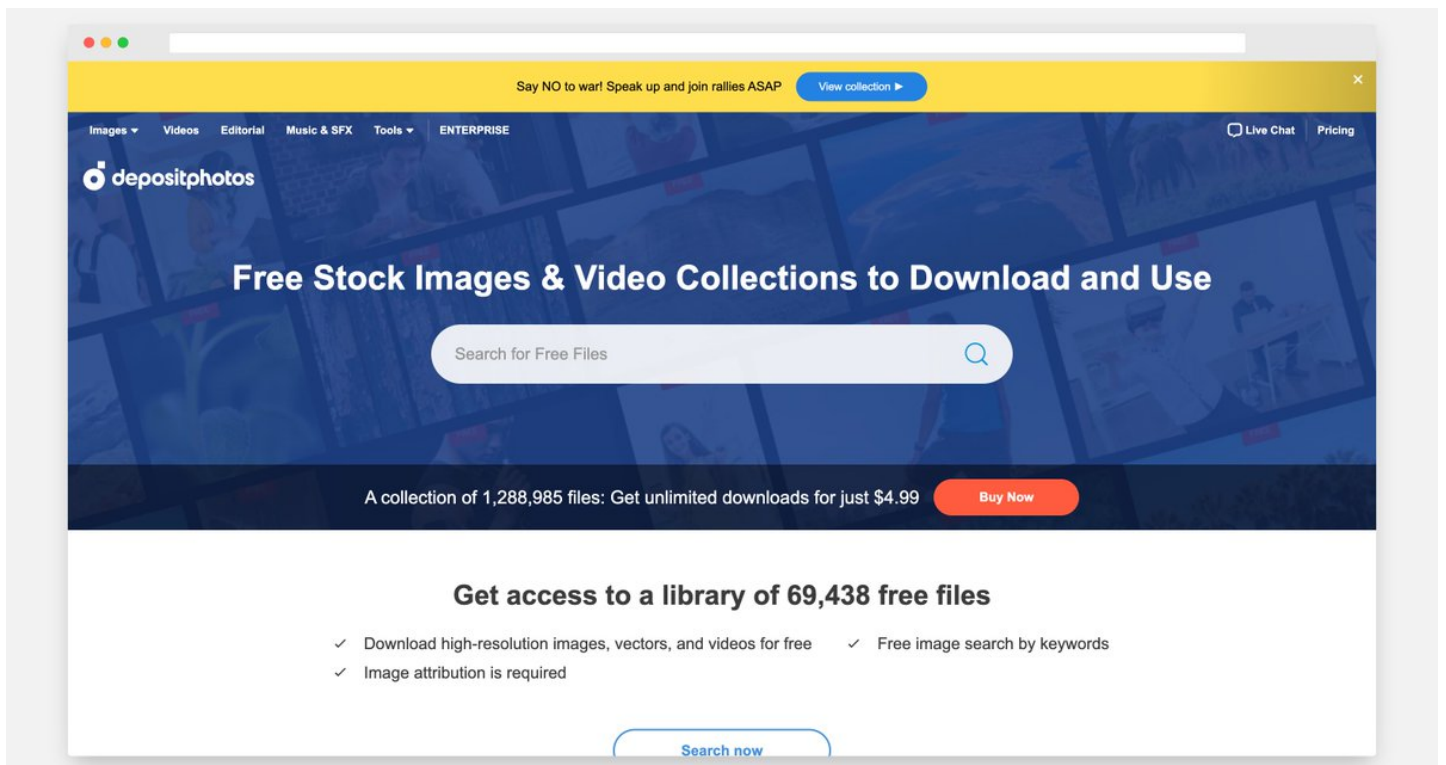 Say NO to war! Speak up and join rallies ASAP View collection ►
Images ▾ Videos Editorial Music & SFX Tools ▾ ENTERPRISE Live Chat Pricing
depositphotos
Free Stock Images & Video Collections to Download and Use
Search for Free Files
A collection of 1,288,985 files: Get unlimited downloads for just $4.99 Buy Now
Get access to a library of 69,438 free files
✓ Download high-resolution images, vectors, and videos for free ✓ Free image search by keywords
✓ Image attribution is required
Search now